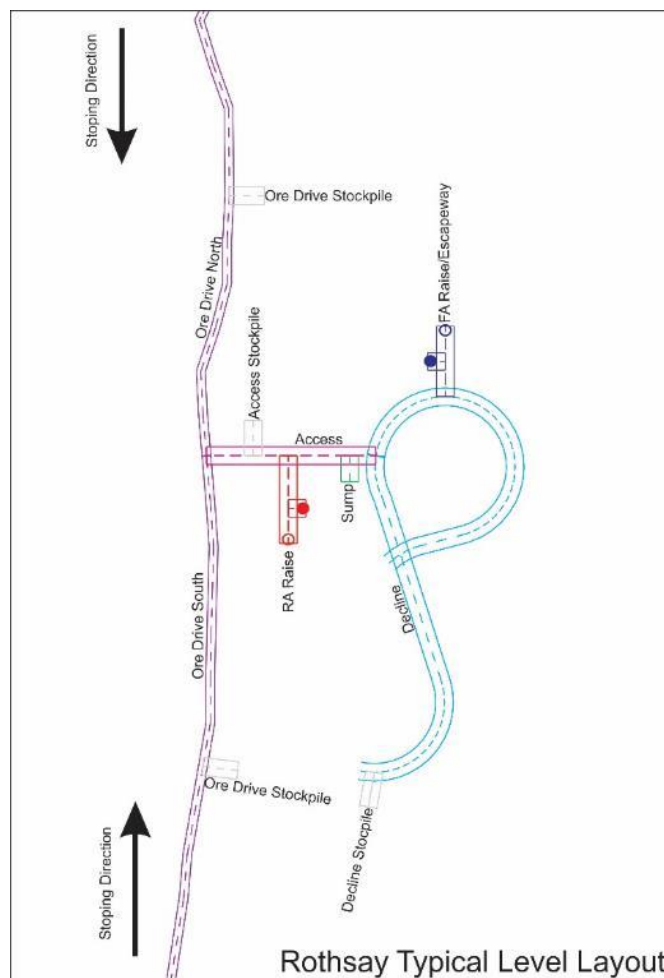 Stoping Direction
Ore Drive Stockpile
FA Raise/Escapeway
Ore Drive North
Access Stockpile
Access
Sump
RA Raise
Decline
Ore Drive South
Ore Drive Stockpile
Decline Stocpile
Stoping Direction
Rothsay Typical Level Layout